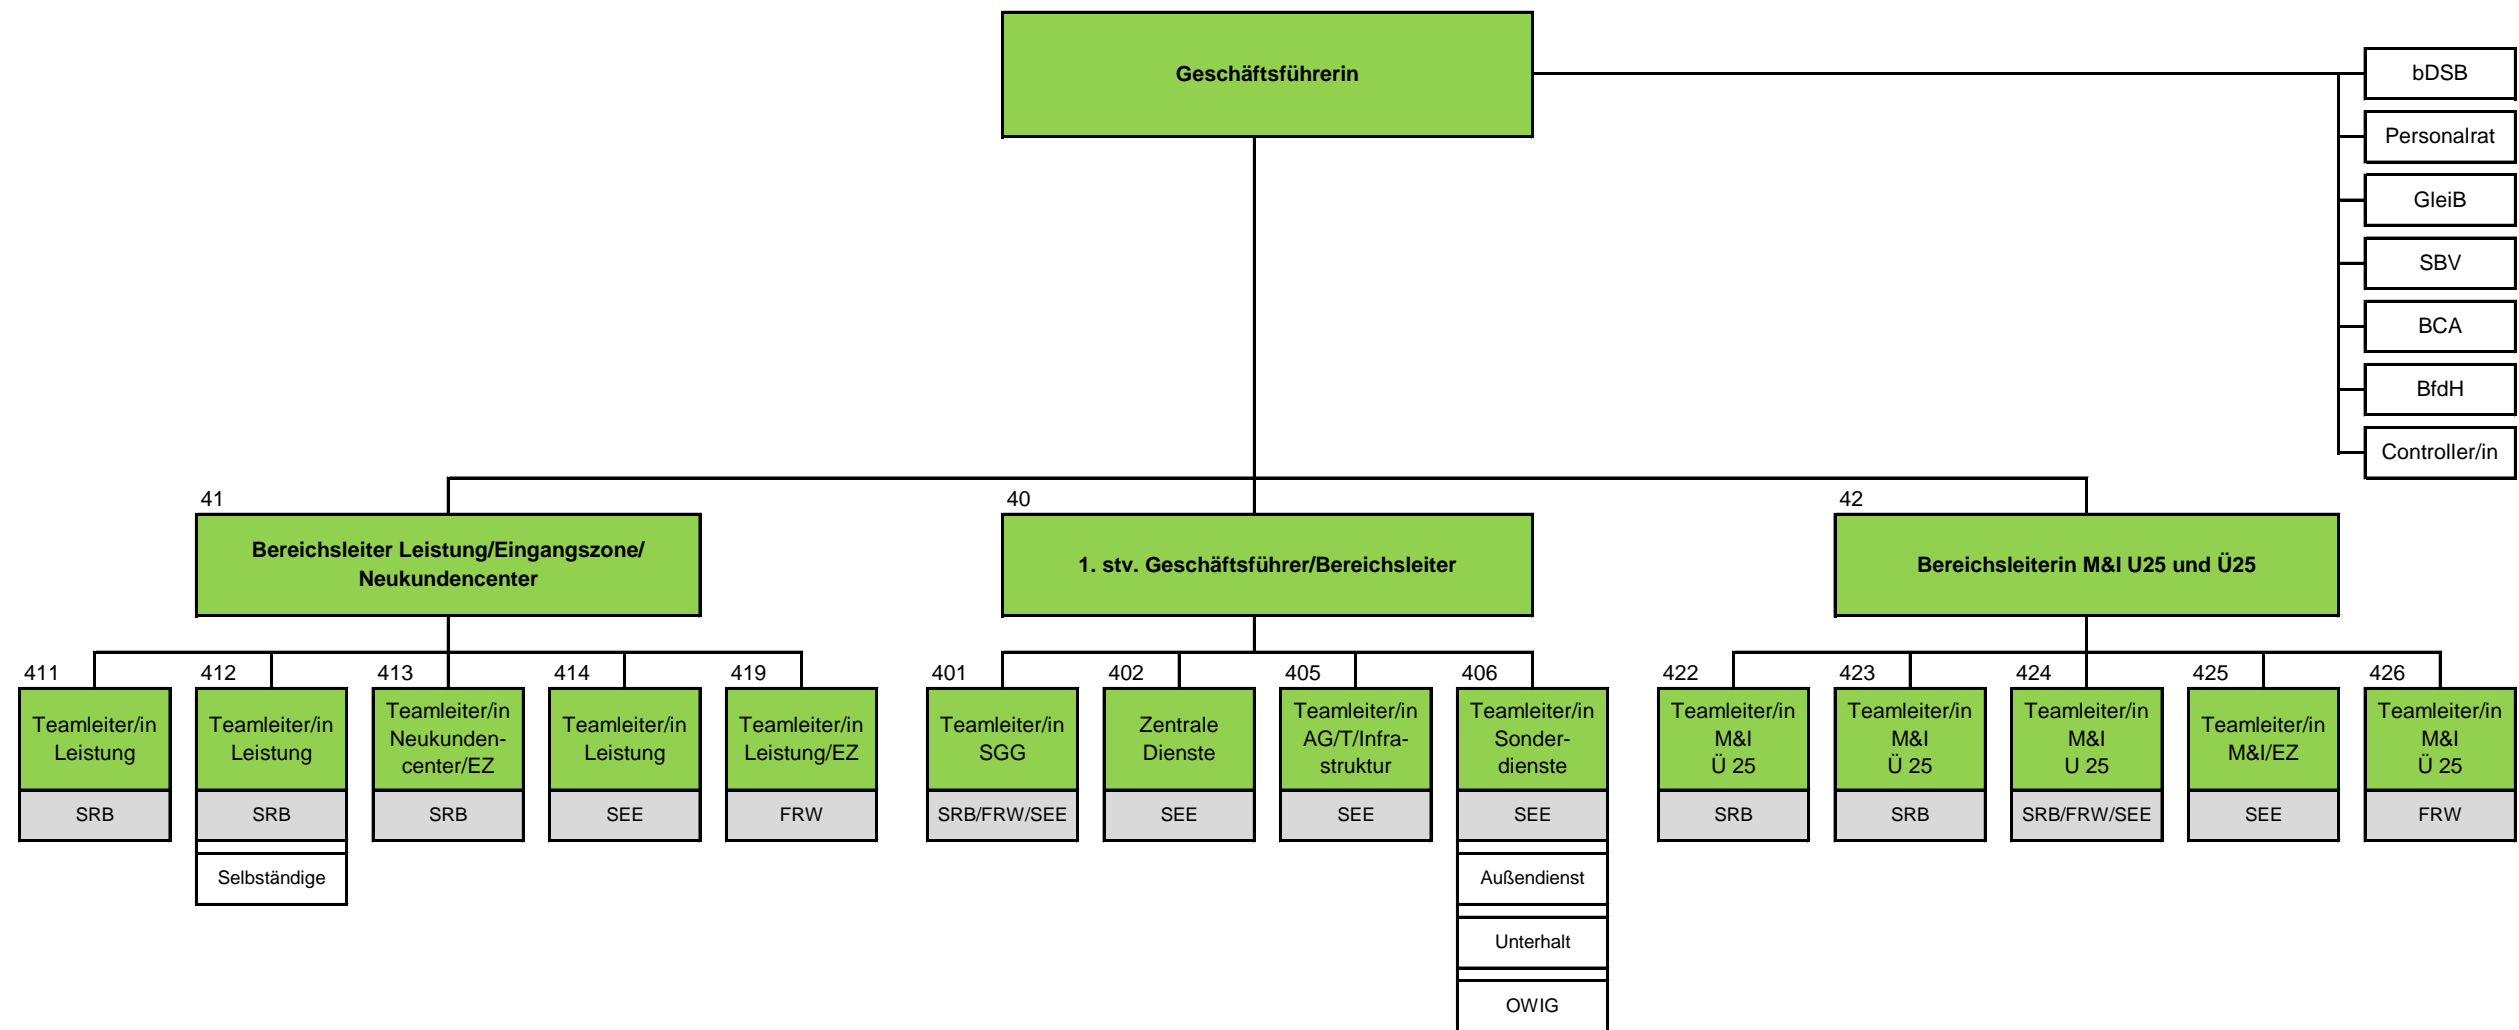 Geschäftsführerin
bDSB
Personalrat
GleiB
SBV
BCA
BfdH
Controller/in
41
Bereichsleiter Leistung/Eingangszone/
Neukundencenter
40
1. stv. Geschäftsführer/Bereichsleiter
42
Bereichsleiterin M&I U25 und Ü25
411
Teamleiter/in
Leistung
SRB
412
Teamleiter/in
Leistung
SRB
Selbständige
413
Teamleiter/in
Neukunden-
center/EZ
SRB
414
Teamleiter/in
Leistung
SEE
419
Teamleiter/in
Leistung/EZ
FRW
401
Teamleiter/in
SGG
SRB/FRW/SEE
402
Zentrale
Dienste
SEE
405
Teamleiter/in
AG/T/Infra-
struktur
SEE
406
Teamleiter/in
Sonder-
dienste
SEE
Außendienst
Unterhalt
OWIG
422
Teamleiter/in
M&I
Ü 25
SRB
423
Teamleiter/in
M&I
Ü 25
SRB
424
Teamleiter/in
M&I
U 25
SRB/FRW/SEE
425
Teamleiter/in
M&I/EZ
SEE
426
Teamleiter/in
M&I
Ü 25
FRW